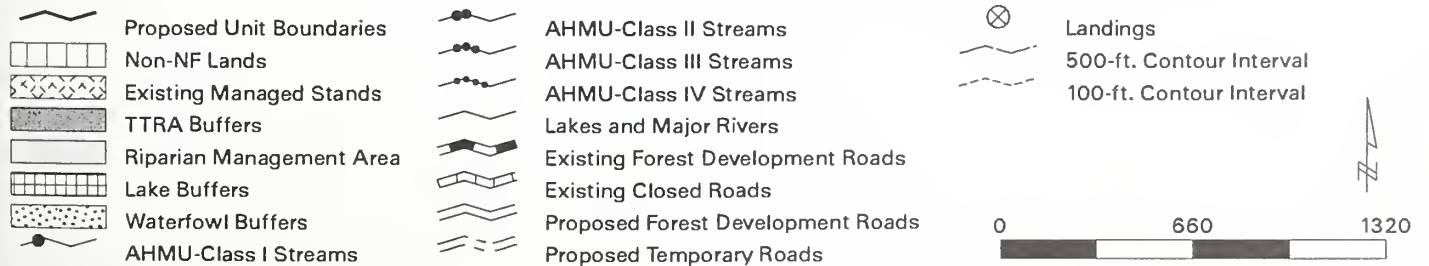 Proposed Unit Boundaries
Non-NF Lands
Existing Managed Stands
TTRA Buffers
Riparian Management Area
Lake Buffers
Waterfowl Buffers
AHMU-Class I Streams
AHMU-Class II Streams
AHMU-Class III Streams
AHMU-Class IV Streams
Lakes and Major Rivers
Existing Forest Development Roads
Existing Closed Roads
Proposed Forest Development Roads
Proposed Temporary Roads
Landings
500-ft. Contour Interval
100-ft. Contour Interval
N
0 660 1320